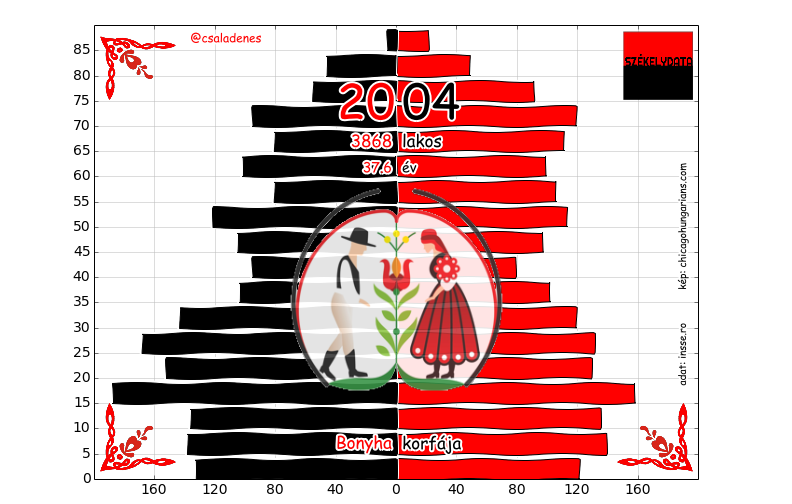 @csaladenes
SZÉKELYDATA
2004
3868 lakos
37.6 év
kép: chicagohungarians.com
adat: insse.ro
Bonyha korfája
85
80
75
70
65
60
55
50
45
40
35
30
25
20
15
10
5
0
160 120 80 40 0 40 80 120 160